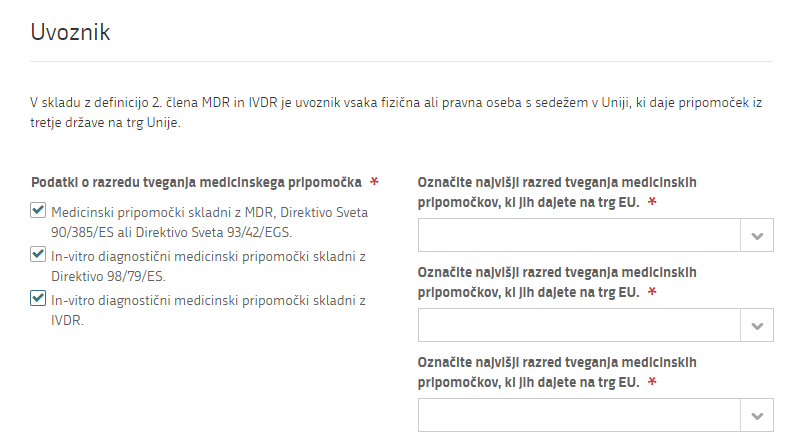 Uvoznik
V skladu z definicijo 2. člena MDR in IVDR je uvoznik vsaka fizična ali pravna oseba s sedežem v Uniji, ki daje pripomoček iz
tretje države na trg Unije.
Podatki o razredu tveganja medicinskega pripomočka *
Medicinski pripomočki skladni z MDR, Direktivo Sveta
90/385/ES ali Direktivo Sveta 93/42/EGS.
In-vitro diagnostični medicinski pripomočki skladni z
Direktivo 98/79/ES.
In-vitro diagnostični medicinski pripomočki skladni z
IVDR.
Označite najvišji razred tveganja medicinskih
pripomočkov, ki jih dajete na trg EU. *
Označite najvišji razred tveganja medicinskih
pripomočkov, ki jih dajete na trg EU. *
Označite najvišji razred tveganja medicinskih
pripomočkov, ki jih dajete na trg EU. *